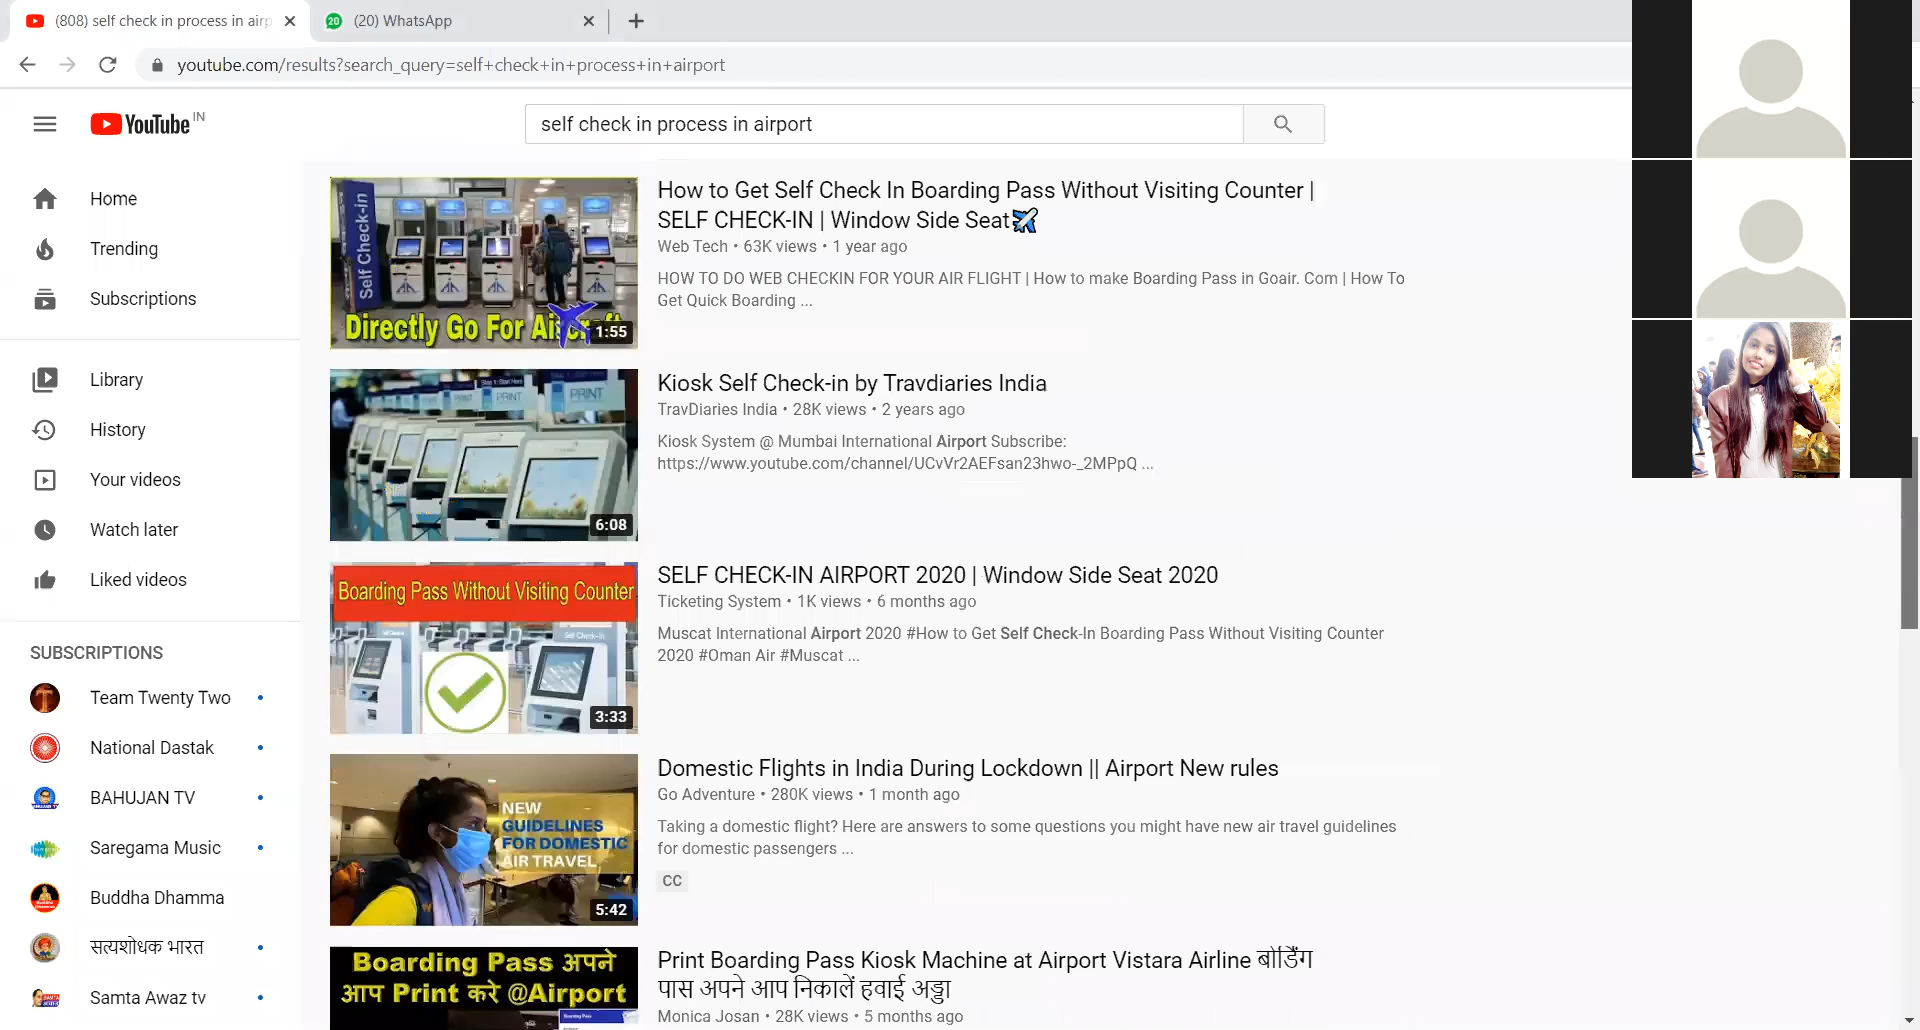 (808) self check in process in airp
20
(20) WhatsApp
youtube.com/results?search_query=self+check+in+process+in+airport
YouTube IN
self check in process in airport
Home
Trending
Subscriptions
Library
History
Your videos
Watch later
Liked videos
SUBSCRIPTIONS
Team Twenty Two
National Dastak
BAHUJAN TV
Saregama Music
Buddha Dhamma
सत्यशोधक भारत
Samta Awaz tv
Self Check-in
Directly Go For Aircraft
1:55
How to Get Self Check In Boarding Pass Without Visiting Counter |
SELF CHECK-IN | Window Side Seat✈
Web Tech • 63K views • 1 year ago
HOW TO DO WEB CHECKIN FOR YOUR AIR FLIGHT | How to make Boarding Pass in Goair. Com | How To
Get Quick Boarding ...
PRINT
PRINT
6:08
Kiosk Self Check-in by Travdiaries India
TravDiaries India • 28K views • 2 years ago
Kiosk System @ Mumbai International Airport Subscribe:
https://www.youtube.com/channel/UCvVr2AEFsan23hwo-_2MPpQ ...
Boarding Pass Without Visiting Counter
Self Check-in
3:33
SELF CHECK-IN AIRPORT 2020 | Window Side Seat 2020
Ticketing System • 1K views • 6 months ago
Muscat International Airport 2020 #How to Get Self Check-In Boarding Pass Without Visiting Counter
2020 #Oman Air #Muscat ...
NEW
GUIDELINES
FOR DOMESTIC
AIR TRAVEL
5:42
Domestic Flights in India During Lockdown || Airport New rules
Go Adventure • 280K views • 1 month ago
Taking a domestic flight? Here are answers to some questions you might have new air travel guidelines
for domestic passengers ...
CC
Boarding Pass अपने
आप Print करे @Airport
Boarding Pass
Print Boarding Pass Kiosk Machine at Airport Vistara Airline बोर्डिंग
पास अपने आप निकालें हवाई अड्डा
Monica Josan • 28K views • 5 months ago